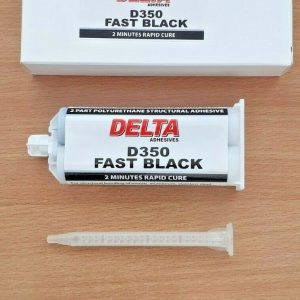 DELTA
ADHESIVES
D350
FAST BLACK
2 MINUTES RAPID CURE
2 PART POLYURETHANE STRUCTURAL ADHESIVE
DELTA
ADHESIVES
D350
FAST BLACK
2 MINUTES RAPID CURE